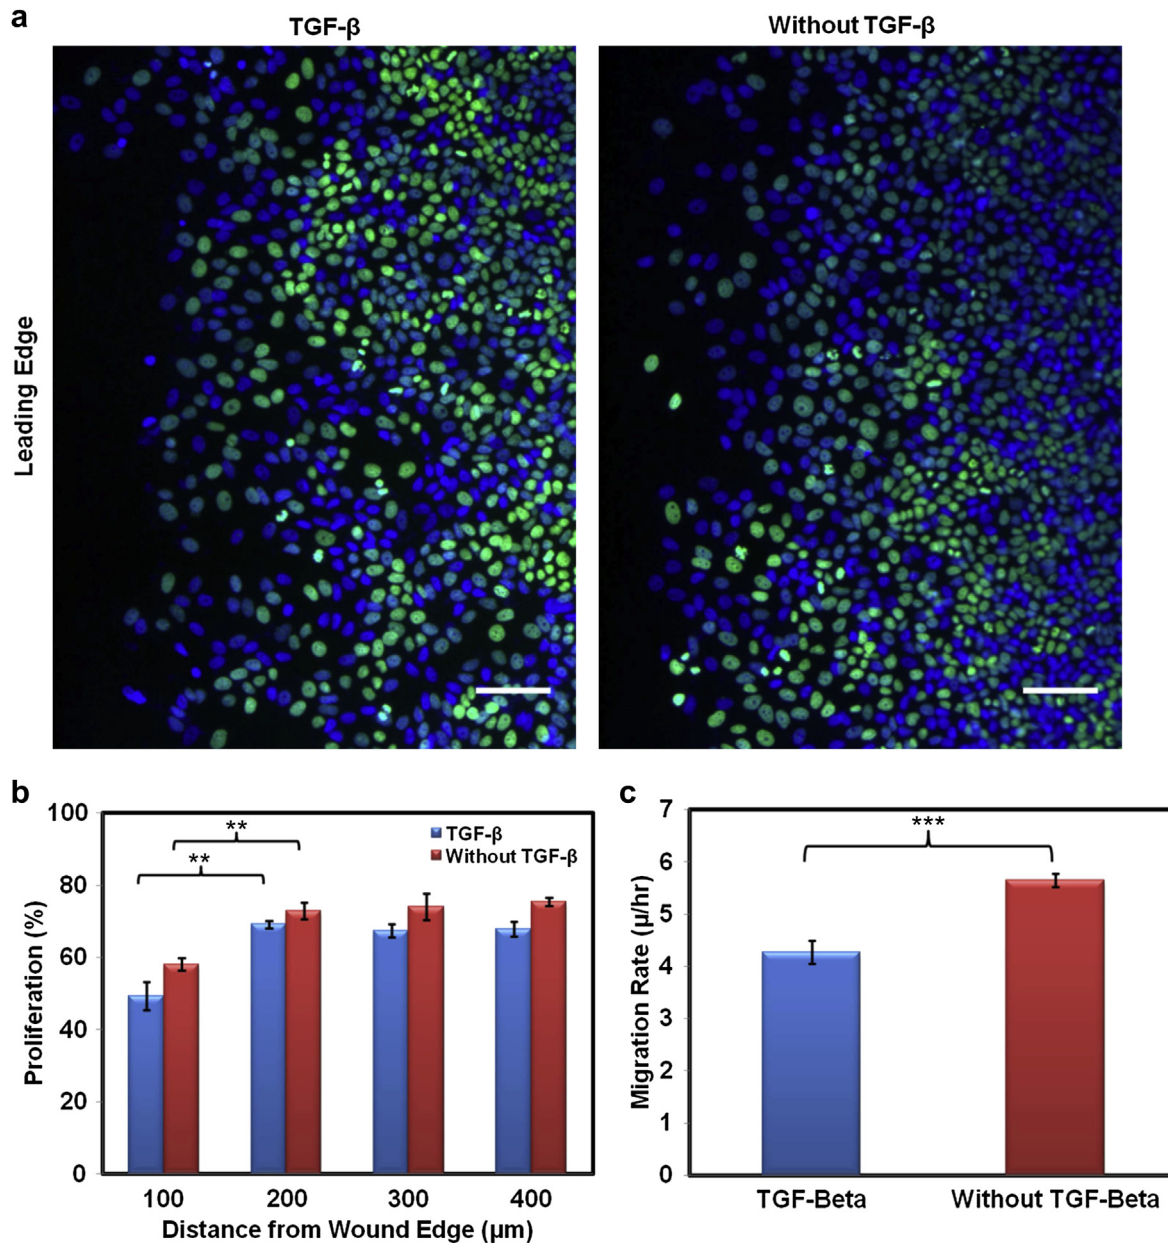 a
TGF-β
Without TGF-β
Leading Edge
b
100
80
60
40
20
0
Proliferation (%)
**
**
TGF-β
Without TGF-β
100 200 300 400
Distance from Wound Edge (μm)
c
7
6
5
4
3
2
1
0
Migration Rate (μ/hr)
***
TGF-Beta
Without TGF-Beta